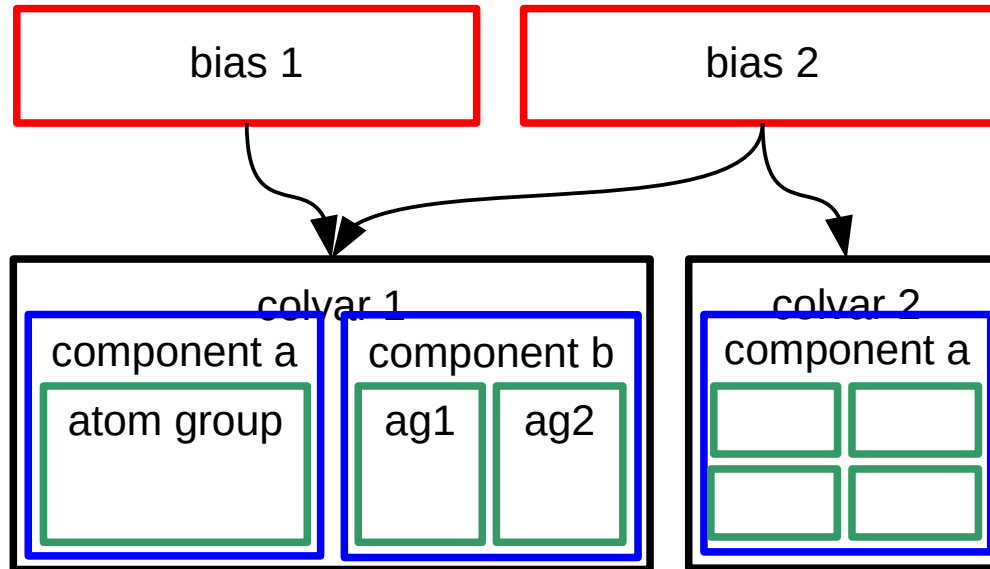 bias 1
bias 2
colvar 1
colvar 2
component a
component b
component a
atom group
ag1
ag2